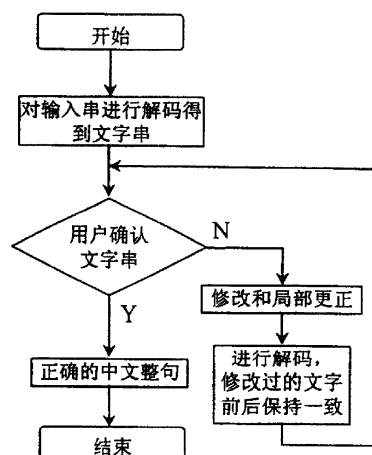 开始
对输入串进行解码得
到文字串
用户确认
文字串
N
Y
修改和局部更正
正确的中文整句
进行解码，
修改过的文字
前后保持一致
结束